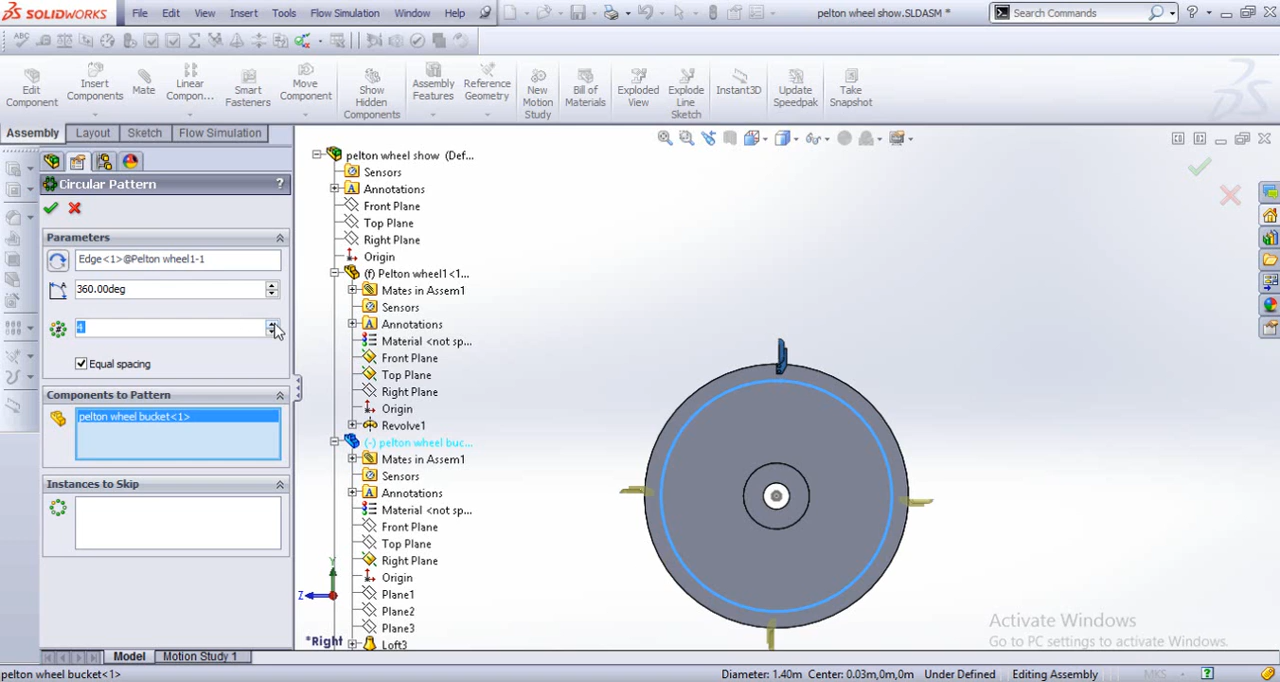 SOLIDWORKS File Edit View Insert Tools Flow Simulation Window Help pelton wheel show.SLDASM * Search Commands
Edit Component
Insert Components
Mate
Linear Compon...
Smart Fasteners
Move Component
Show Hidden Components
Assembly Features
Reference Geometry
New Motion Study
Bill of Materials
Exploded View
Explode Line Sketch
Instant3D
Update Speedpak
Take Snapshot
Assembly Layout Sketch Flow Simulation
Circular Pattern ?
Parameters
Edge<1>@Pelton wheel1-1
360.00deg
4
Equal spacing
Components to Pattern
pelton wheel bucket<1>
Instances to Skip
pelton wheel show (Def...
Sensors
Annotations
Front Plane
Top Plane
Right Plane
Origin
(f) Pelton wheel1<1...
Mates in Assem1
Sensors
Annotations
Material <not sp...
Front Plane
Top Plane
Right Plane
Origin
Revolve1
(-) pelton wheel buc...
Mates in Assem1
Sensors
Annotations
Material <not sp...
Front Plane
Top Plane
Right Plane
Origin
Plane1
Plane2
Plane3
Loft3
Y
Z
*Right
Activate Windows
Go to PC settings to activate Windows.
Model Motion Study 1
pelton wheel bucket<1> Diameter: 1.40m Center: 0.03m,0m,0m Under Defined Editing Assembly MKS ?